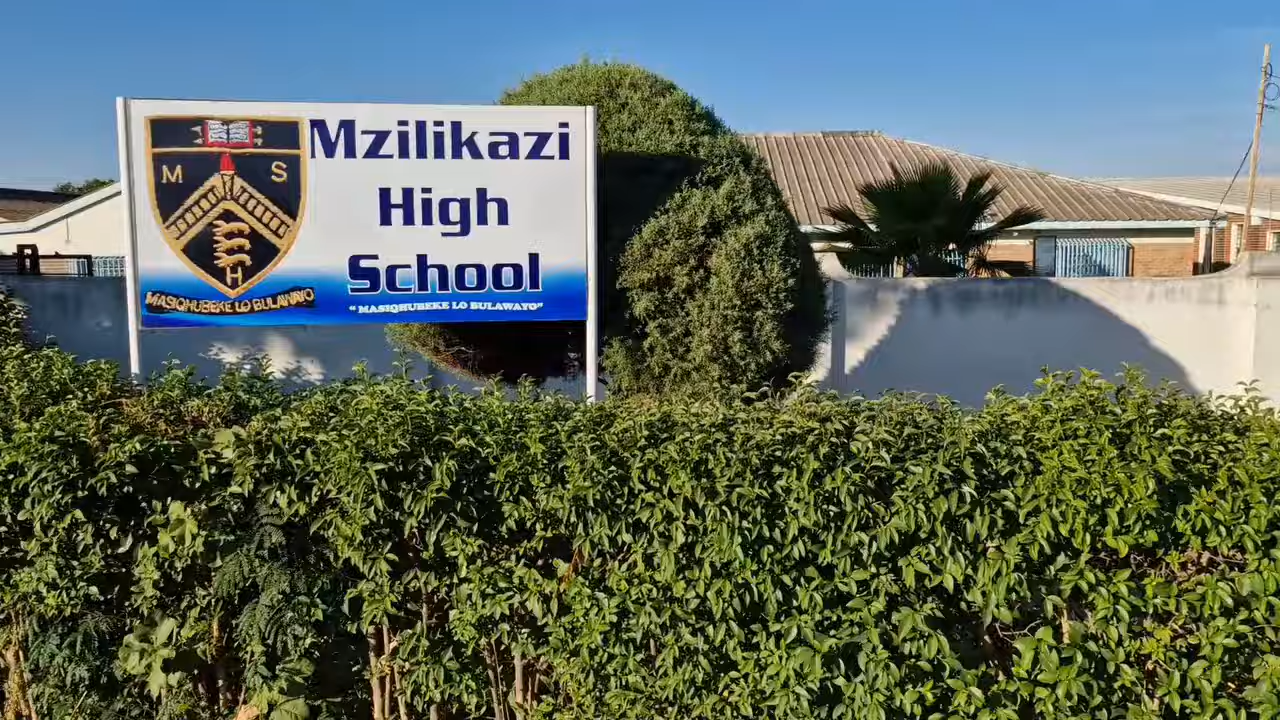 M S
H
MASIQHUBEKE LO BULAWAYO
Mzilikazi
High
School
“MASIQHUBEKE LO BULAWAYO”